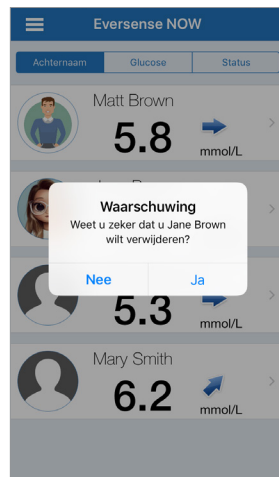 Eversense NOW
Achternaam Glucose Status
Matt Brown
5.8
mmol/L
Waarschuwing
Weet u zeker dat u Jane Brown
wilt verwijderen?
Nee Ja
5.3
mmol/L
Mary Smith
6.2
mmol/L